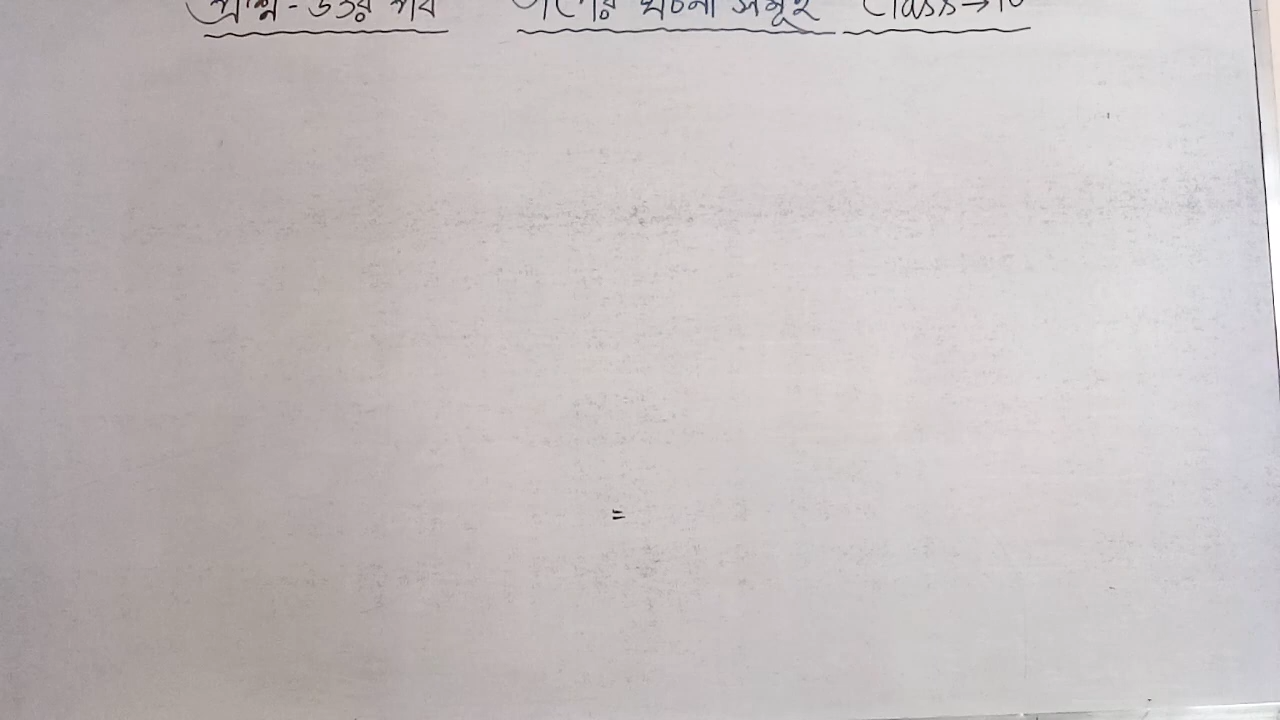 প্রশ্ন-উত্তর পর্ব তাপের ঘটনা সমূহ Class→10
=